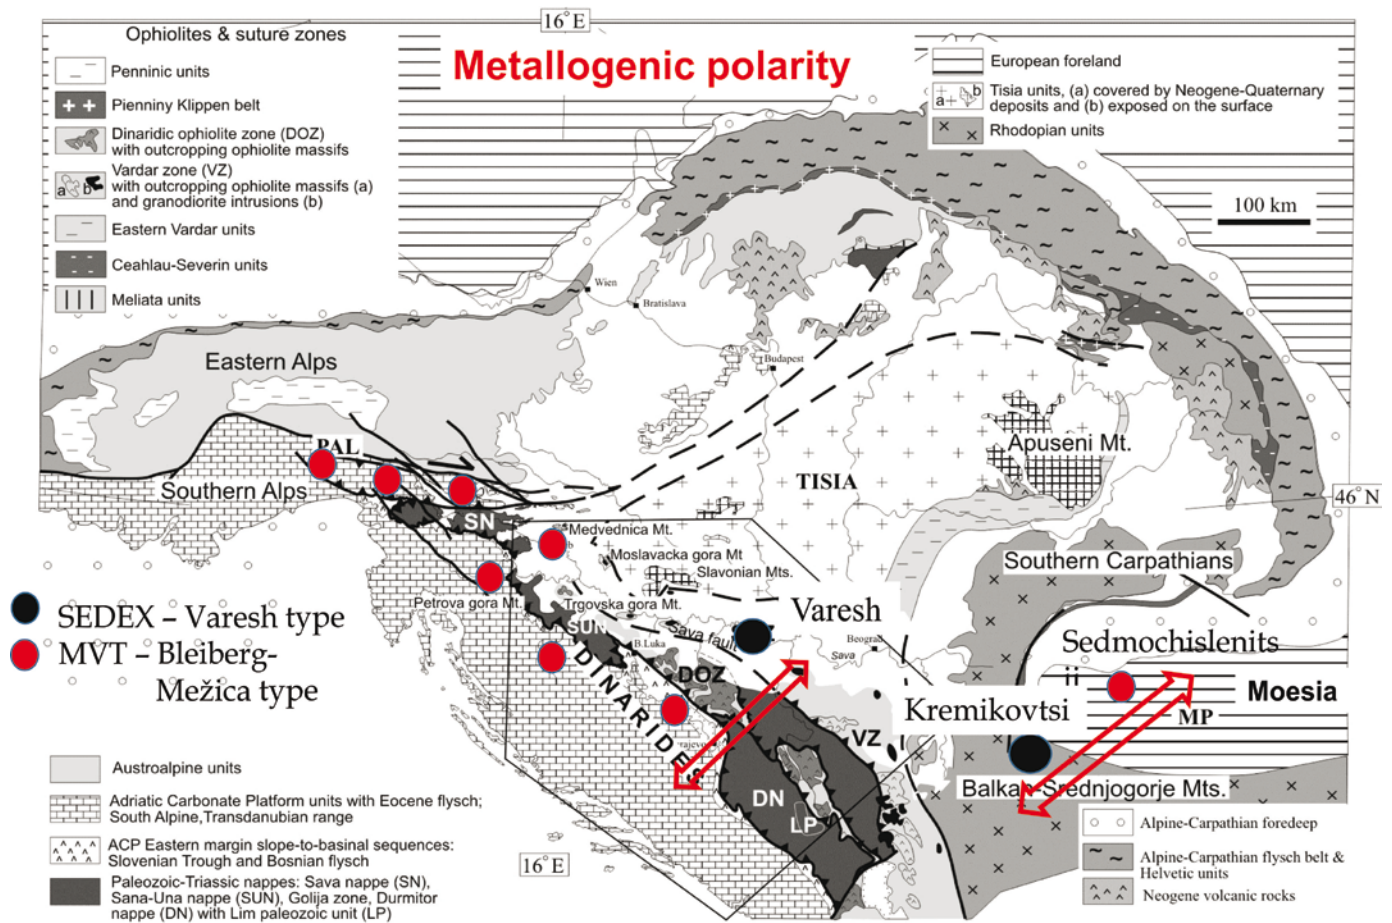 16°E
Ophiolites & suture zones
Metallogenic polarity
Penninic units
Pienniny Klippen belt
Dinaridic ophiolite zone (DOZ)
with outcropping ophiolite massifs
Vardar zone (VZ)
with outcropping ophiolite massifs (a)
and granodiorite intrusions (b)
a
b
Eastern Vardar units
Ceahlau-Severin units
Meliata units
European foreland
a
b
Tisia units, (a) covered by Neogene-Quaternary
deposits and (b) exposed on the surface
Rhodopian units
100 km
Wien
Bratislava
Budapest
Eastern Alps
PAL
Southern Alps
SN
TISIA
Apuseni Mt.
46°N
Medvednica Mt.
Moslavacka gora Mt
Slavonian Mts.
Southern Carpathians
Petrova gora Mt.
Trgovska gora Mt.
SUN
B.Luka
Sava fault
Varesh
Beograd
Sava
Sedmochislenits
ii
Moesia
MP
SEDEX – Varesh type
MVT – Bleiberg-
Mežica type
DINARIDES
DOZ
Kremikovtsi
VZ
DN
LP
Balkan-Srednjogorje Mts.
Austroalpine units
Adriatic Carbonate Platform units with Eocene flysch;
South Alpine,Transdanubian range
ACP Eastern margin slope-to-basinal sequences:
Slovenian Trough and Bosnian flysch
Paleozoic-Triassic nappes: Sava nappe (SN),
Sana-Una nappe (SUN), Golija zone, Durmitor
nappe (DN) with Lim paleozoic unit (LP)
16°E
Alpine-Carpathian foredeep
Alpine-Carpathian flysch belt &
Helvetic units
Neogene volcanic rocks